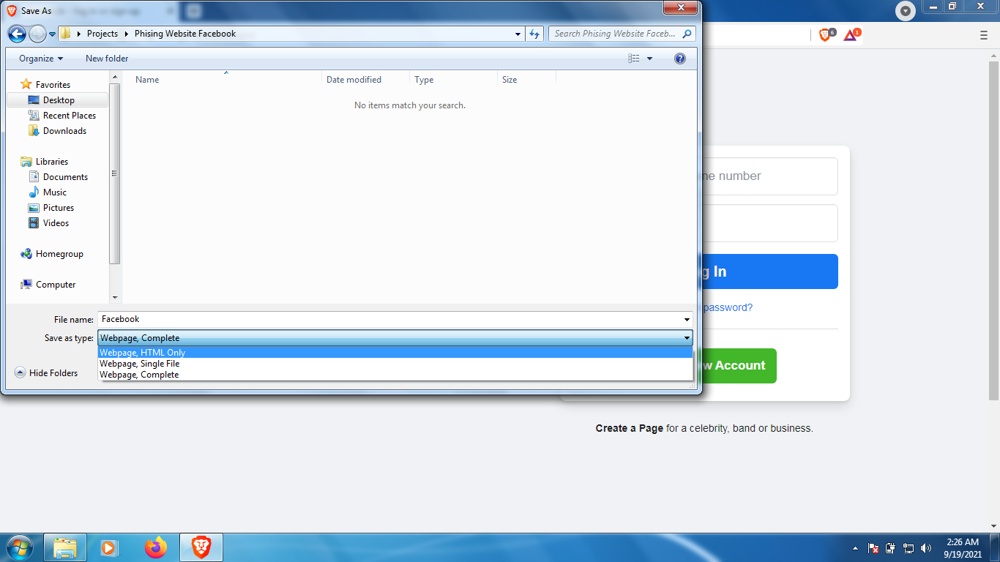 Save As
Projects
Phising Website Facebook
Search Phising Website Faceb...
6
1
Organize
New folder
Name
Date modified
Type
Size
No items match your search.
Favorites
Desktop
Recent Places
Downloads
Libraries
Documents
Music
Pictures
Videos
Homegroup
Computer
File name:
Facebook
Save as type:
Webpage, Complete
Webpage, HTML Only
Webpage, Single File
Webpage, Complete
Hide Folders
ne number
g In
password?
w Account
Create a Page for a celebrity, band or business.
2:26 AM
9/19/2021